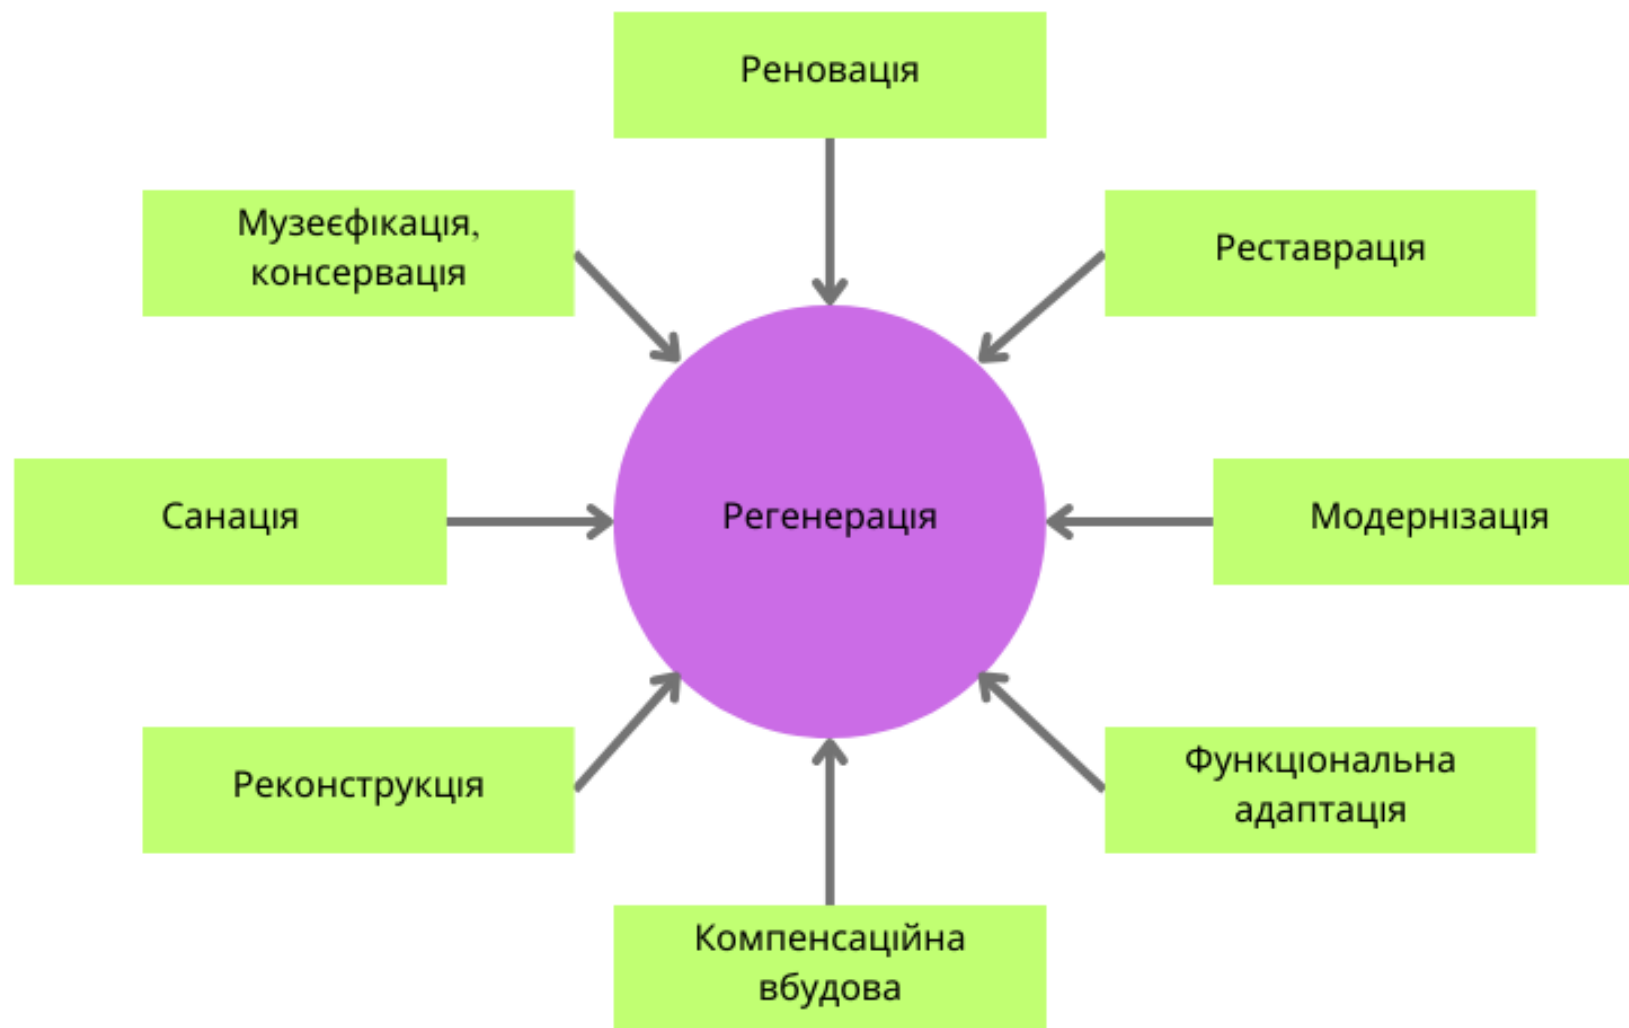 Реновація
Музеєфікація,
консервація
Реставрація
Санація
Регенерація
Модернізація
Реконструкція
Функціональна
адаптація
Компенсаційна
вбудова